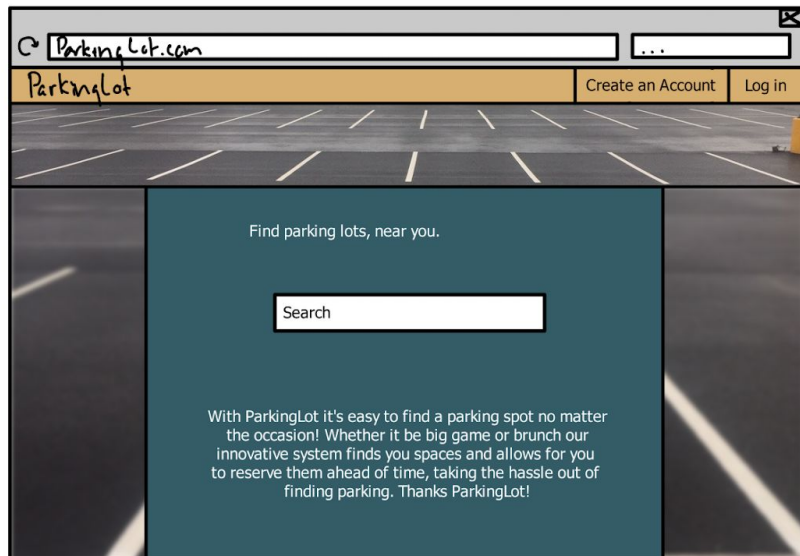 ParkingLot.com
...
ParkingLot
Create an Account
Log in
Find parking lots, near you.
Search
With ParkingLot it's easy to find a parking spot no matter
the occasion! Whether it be big game or brunch our
innovative system finds you spaces and allows for you
to reserve them ahead of time, taking the hassle out of
finding parking. Thanks ParkingLot!